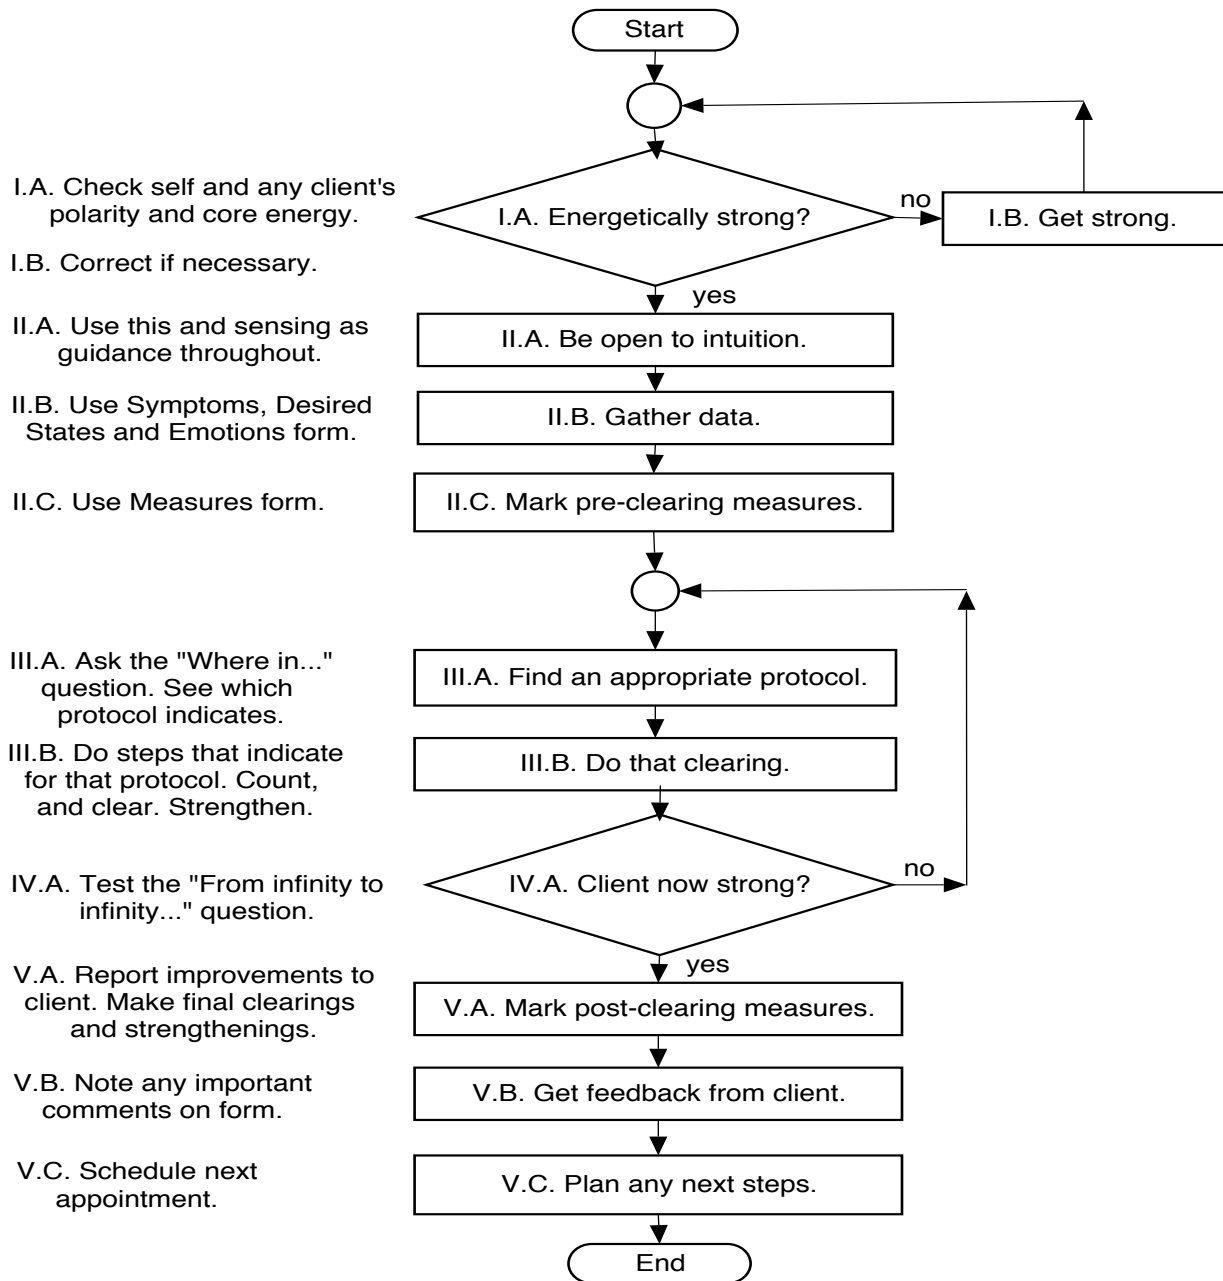 Start
I.A. Check self and any client's
polarity and core energy.
I.A. Energetically strong?
no
I.B. Get strong.
I.B. Correct if necessary.
yes
II.A. Use this and sensing as
guidance throughout.
II.A. Be open to intuition.
II.B. Use Symptoms, Desired
States and Emotions form.
II.B. Gather data.
II.C. Use Measures form.
II.C. Mark pre-clearing measures.
III.A. Ask the "Where in..."
question. See which
protocol indicates.
III.A. Find an appropriate protocol.
III.B. Do steps that indicate
for that protocol. Count,
and clear. Strengthen.
III.B. Do that clearing.
IV.A. Test the "From infinity to
infinity..." question.
IV.A. Client now strong?
no
yes
V.A. Report improvements to
client. Make final clearings
and strengthenings.
V.A. Mark post-clearing measures.
V.B. Note any important
comments on form.
V.B. Get feedback from client.
V.C. Schedule next
appointment.
V.C. Plan any next steps.
End